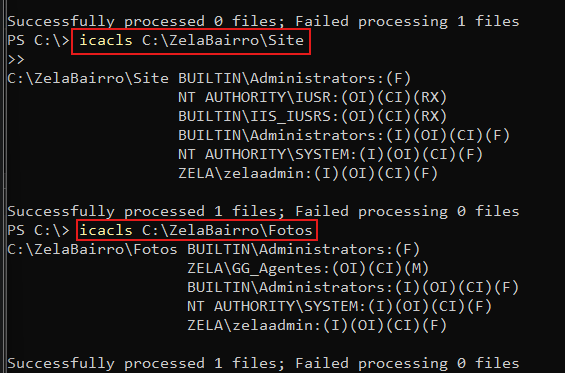 Successfully processed 0 files; Failed processing 1 files
PS C:\> icacls C:\ZelaBairro\Site
>>
C:\ZelaBairro\Site BUILTIN\Administrators:(F)
NT AUTHORITY\IUSR:(OI)(CI)(RX)
BUILTIN\IIS_IUSRS:(OI)(CI)(RX)
BUILTIN\Administrators:(I)(OI)(CI)(F)
NT AUTHORITY\SYSTEM:(I)(OI)(CI)(F)
ZELA\zelaadmin:(I)(OI)(CI)(F)
Successfully processed 1 files; Failed processing 0 files
PS C:\> icacls C:\ZelaBairro\Fotos
C:\ZelaBairro\Fotos BUILTIN\Administrators:(F)
ZELA\GG_Agentes:(OI)(CI)(M)
BUILTIN\Administrators:(I)(OI)(CI)(F)
NT AUTHORITY\SYSTEM:(I)(OI)(CI)(F)
ZELA\zelaadmin:(I)(OI)(CI)(F)
Successfully processed 1 files; Failed processing 0 files